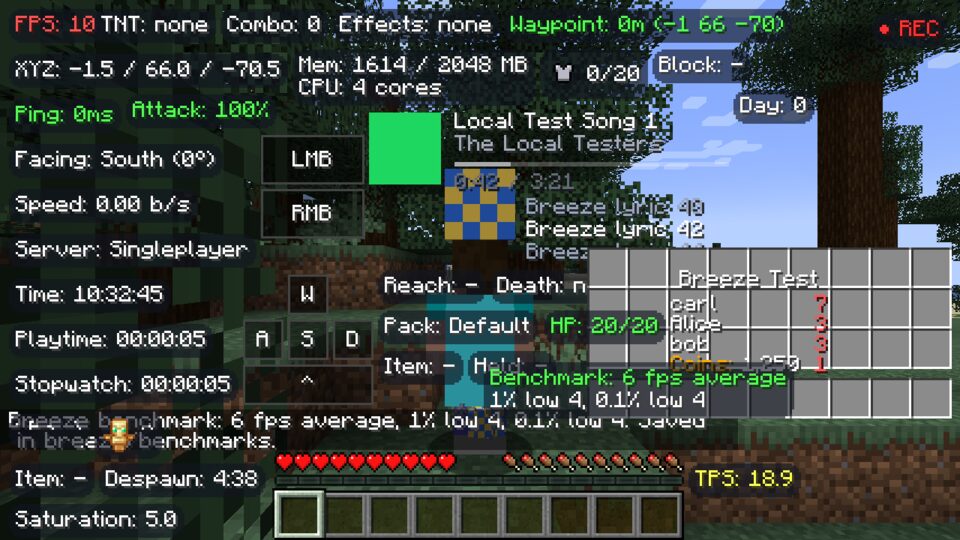 FPS: 10 TNT: none Combo: 0 Effects: none Waypoint: 0m (-1 66 -70)
● REC
XYZ: -1.5 / 66.0 / -70.5
Mem: 1614 / 2048 MB
CPU: 4 cores
0/20
Block: -
Day: 0
Ping: 0ms
Attack: 100%
Local Test Song 1
The Local Testers
0:42 / 3:21
Facing: South (0°)
LMB
Speed: 0.00 b/s
RMB
Breeze lyric 42
Breeze
Server: Singleplayer
Time: 10:32:45
W
Reach: - Death: n
Breeze Test
carl 7
Alice 3
bob 3
Coins: 1,250
1
Playtime: 00:00:05
A S D
Pack: Default
HP: 20/20
Item: - Held: -
Stopwatch: 00:00:05
^
Benchmark: 6 fps average
1% low 4, 0.1% low 4
Breeze benchmark: 6 fps average, 1% low 4, 0.1% low 4. Saved
in breeze benchmarks.
Item: - Despawn: 4:38
TPS: 18.9
Saturation: 5.0